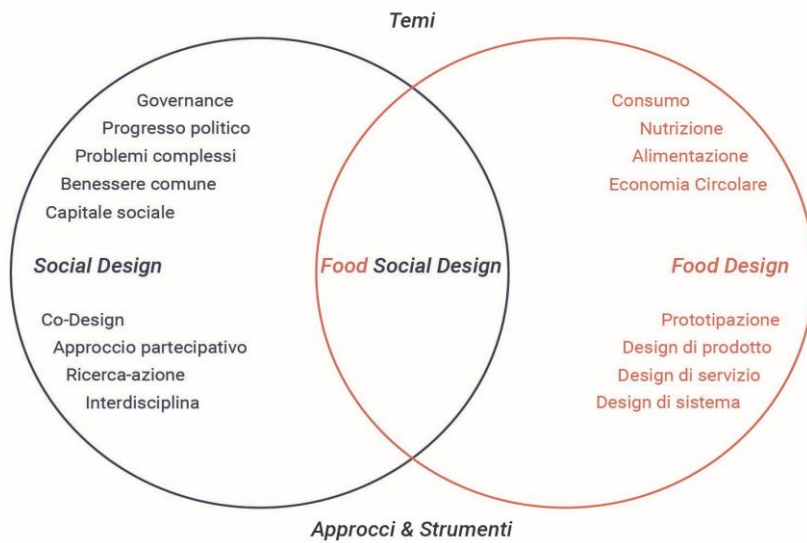 Temi
Governance
Progresso politico
Problemi complessi
Benessere comune
Capitale sociale
Consumo
Nutrizione
Alimentazione
Economia Circolare
Social Design
Food Social Design
Food Design
Co-Design
Approccio partecipativo
Ricerca-azione
Interdisciplina
Prototipazione
Design di prodotto
Design di servizio
Design di sistema
Approcci & Strumenti